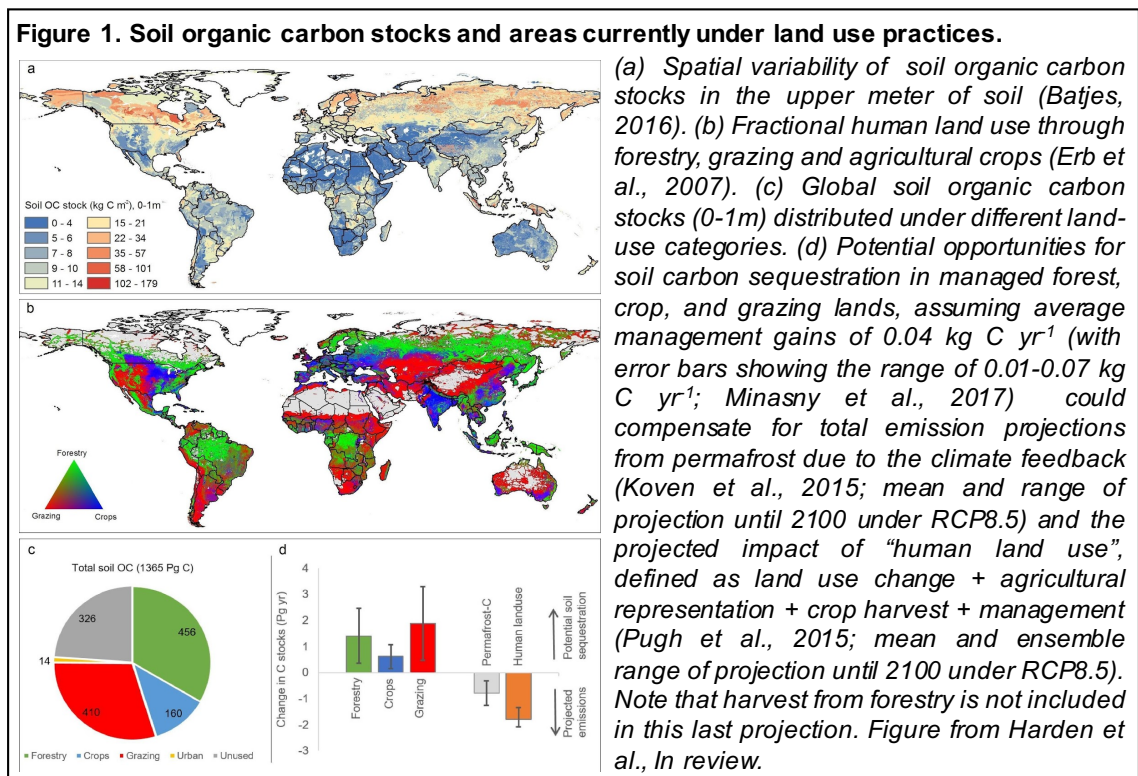 Figure 1. Soil organic carbon stocks and areas currently under land use practices.
a
Soil OC stock (kg C m²), 0-1m
0 - 4
5 - 6
7 - 8
9 - 10
11 - 14
15 - 21
22 - 34
35 - 57
58 - 101
102 - 179
b
Forestry
Grazing
Crops
c
Total soil OC (1365 Pg C)
326
456
14
410
160
Forestry
Crops
Grazing
Urban
Unused
d
Change in C stocks (Pg yr)
4
3
2
1
0
-1
-2
-3
Forestry
Crops
Grazing
Permafrost-C
Human landuse
Potential soil
sequestration
Projected
emissions
(a) Spatial variability of soil organic carbon
stocks in the upper meter of soil (Batjes,
2016). (b) Fractional human land use through
forestry, grazing and agricultural crops (Erb et
al., 2007). (c) Global soil organic carbon
stocks (0-1m) distributed under different land-
use categories. (d) Potential opportunities for
soil carbon sequestration in managed forest,
crop, and grazing lands, assuming average
management gains of 0.04 kg C yr⁻¹ (with
error bars showing the range of 0.01-0.07 kg
C yr⁻¹; Minasny et al., 2017) could
compensate for total emission projections
from permafrost due to the climate feedback
(Koven et al., 2015; mean and range of
projection until 2100 under RCP8.5) and the
projected impact of “human land use”,
defined as land use change + agricultural
representation + crop harvest + management
(Pugh et al., 2015; mean and ensemble
range of projection until 2100 under RCP8.5).
Note that harvest from forestry is not included
in this last projection. Figure from Harden et
al., In review.